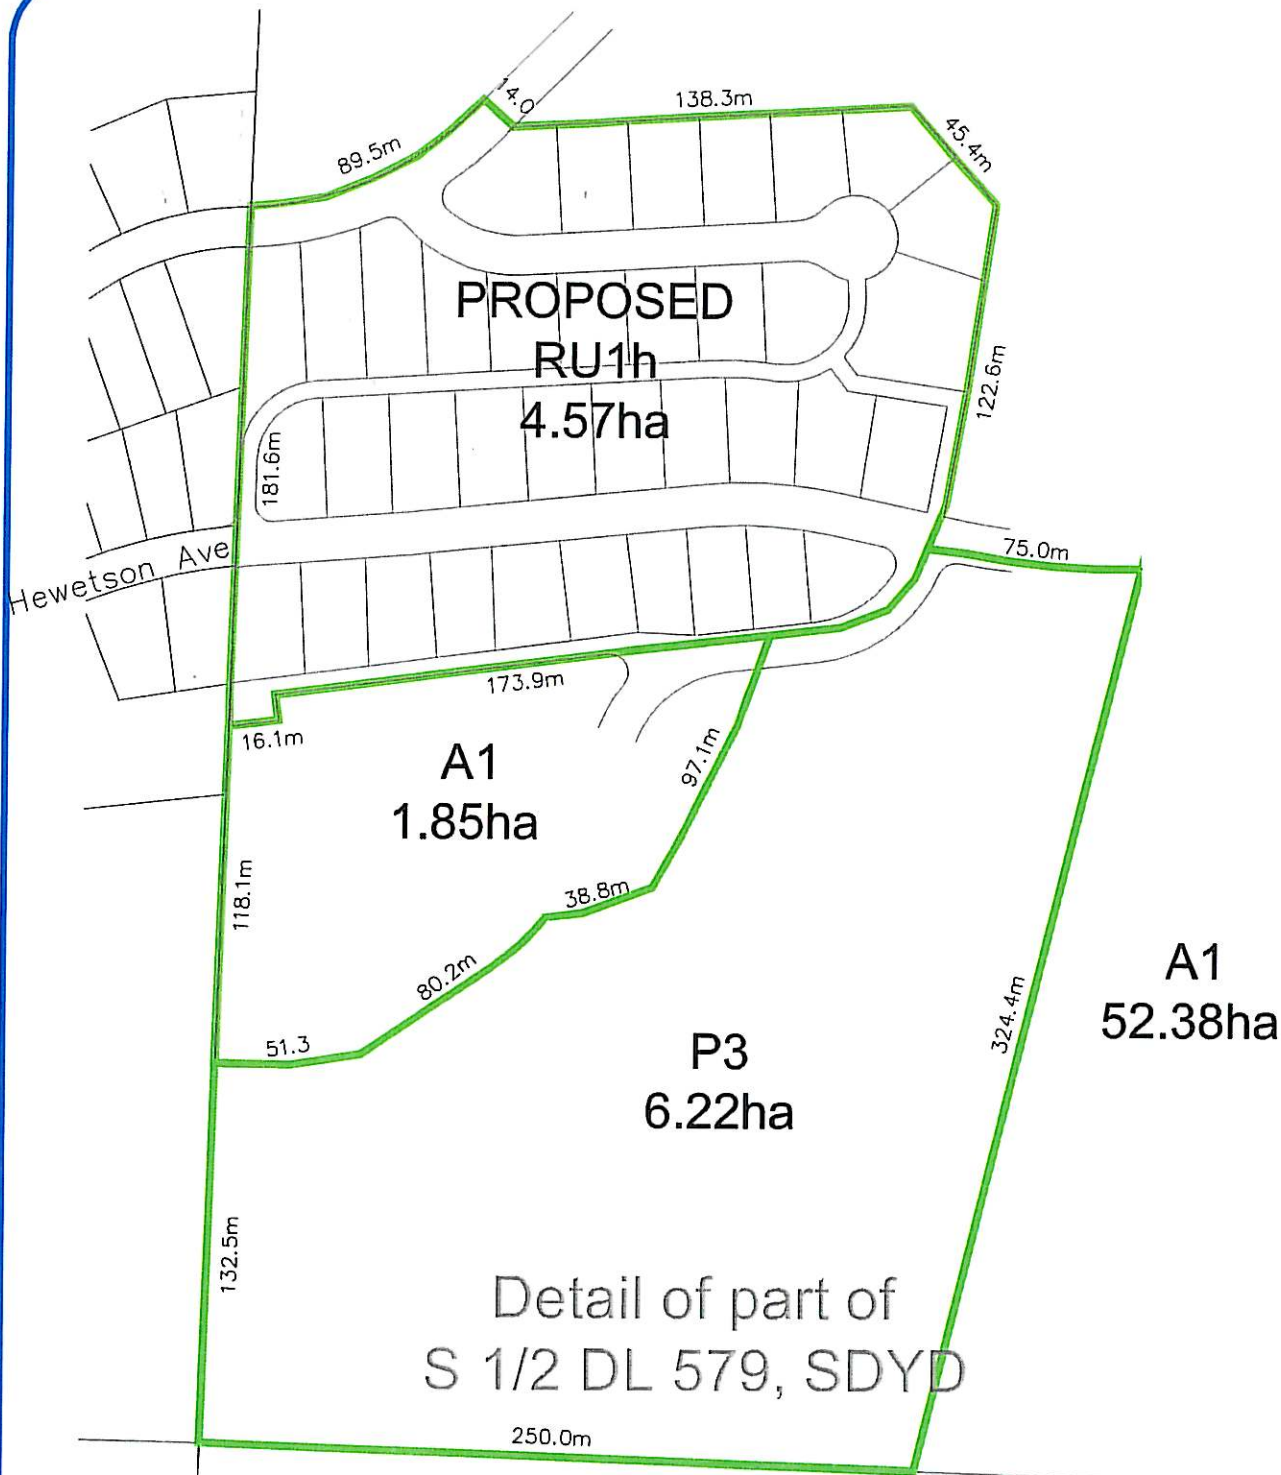 14.0
138.3m
89.5m
45.4m
PROPOSED
RU1h
4.57ha
122.6m
181.6m
75.0m
Hewetson Ave
173.9m
16.1m
97.1m
A1
1.85ha
38.8m
118.1m
80.2m
51.3
A1
52.38ha
324.4m
P3
6.22ha
132.5m
Detail of part of
S 1/2 DL 579, SDYD
250.0m